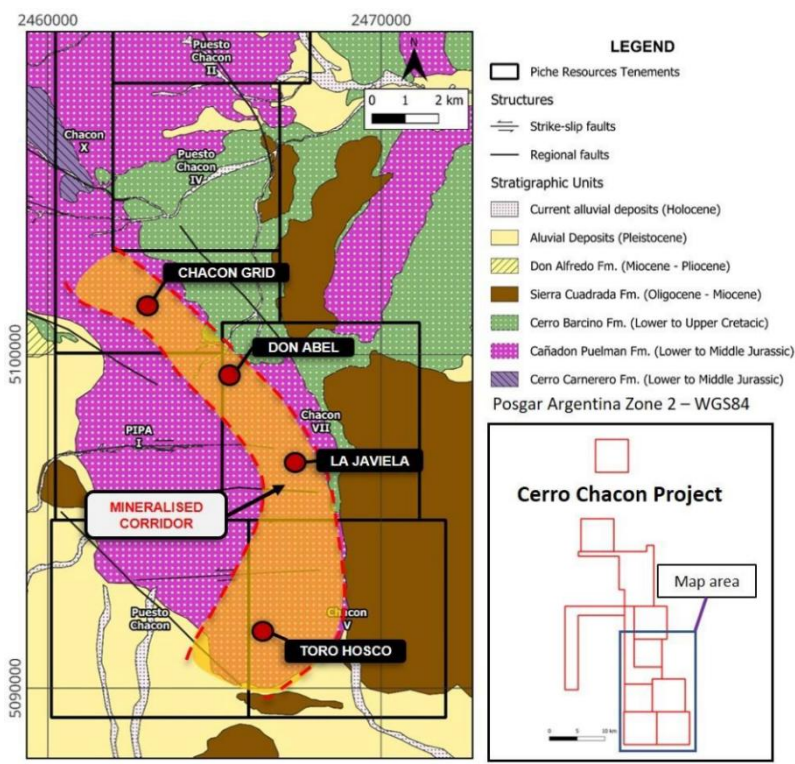 2460000
2470000
Puesto
Chacon
II
N
0 1 2 km
Chacon
X
Puesto
Chacon
IV
CHACON GRID
5100000
DON ABEL
Chacon
VII
PIPA
I
LA JAVIELA
MINERALISED
CORRIDOR
Puesto
Chacon
Chacon
V
TORO HOSCO
5090000
LEGEND
Piche Resources Tenements
Structures
Strike-slip faults
Regional faults
Stratigraphic Units
Current alluvial deposits (Holocene)
Aluvial Deposits (Pleistocene)
Don Alfredo Fm. (Miocene - Pliocene)
Sierra Cuadrada Fm. (Oligocene - Miocene)
Cerro Barcino Fm. (Lower to Upper Cretacic)
Cañadon Puelman Fm. (Lower to Middle Jurassic)
Cerro Carnerero Fm. (Lower to Middle Jurassic)
Posgar Argentina Zone 2 – WGS84
Cerro Chacon Project
Map area
0 5 10 km